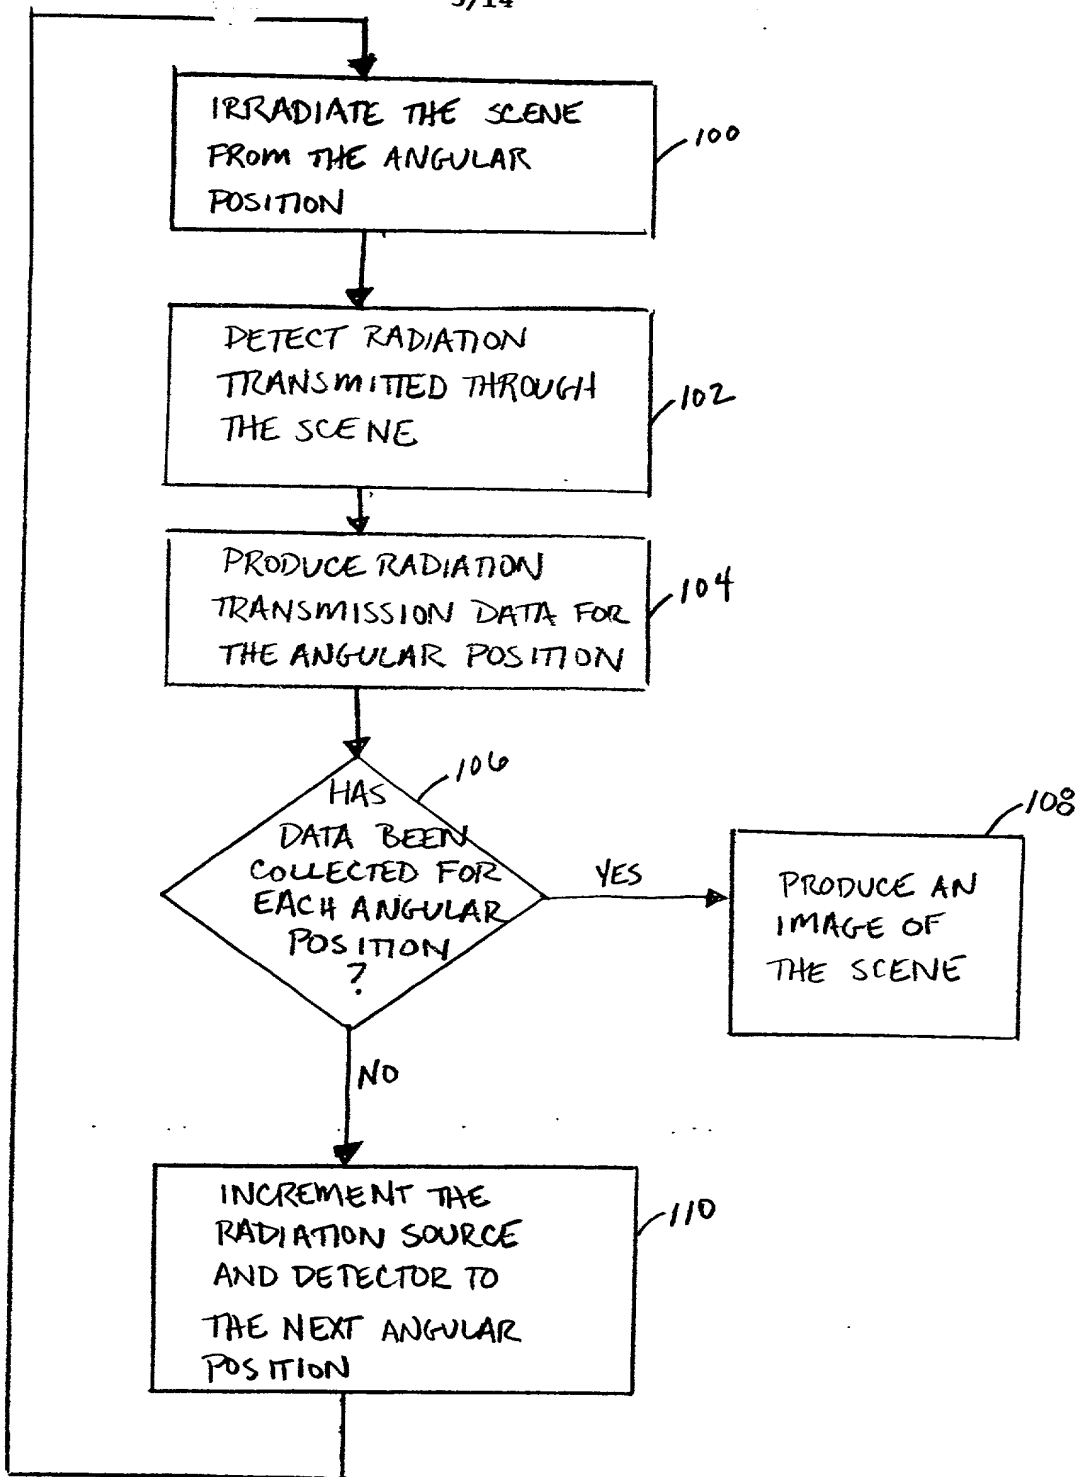 IRRADIATE THE SCENE
FROM THE ANGULAR
POSITION
100
DETECT RADIATION
TRANSMITTED THROUGH
THE SCENE
102
PRODUCE RADIATION
TRANSMISSION DATA FOR
THE ANGULAR POSITION
104
106
HAS
DATA BEEN
COLLECTED FOR
EACH ANGULAR
POSITION
?
YES
108
PRODUCE AN
IMAGE OF
THE SCENE
NO
INCREMENT THE
RADIATION SOURCE
AND DETECTOR TO
THE NEXT ANGULAR
POSITION
110